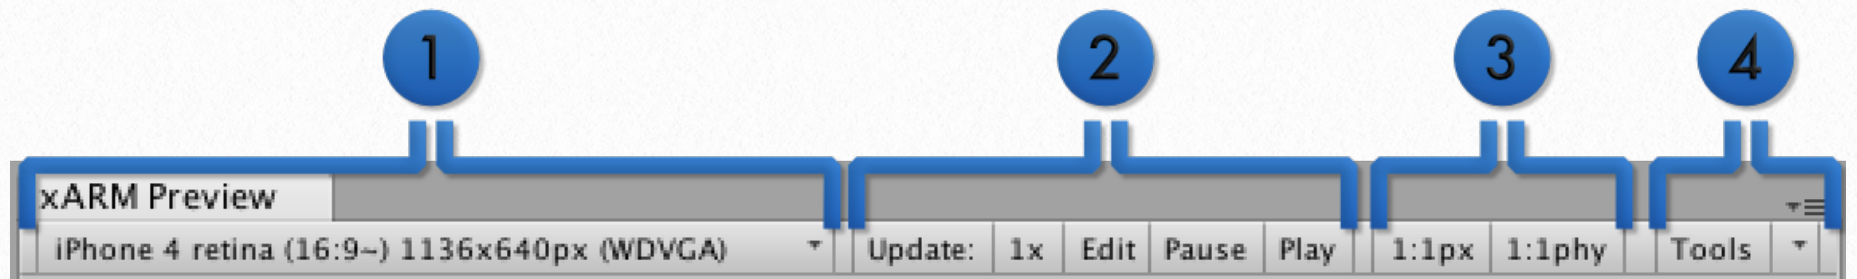 1 2 3 4
xARM Preview
iPhone 4 retina (16:9~) 1136x640px (WDVGA) Update: 1x Edit Pause Play 1:1px 1:1phy Tools